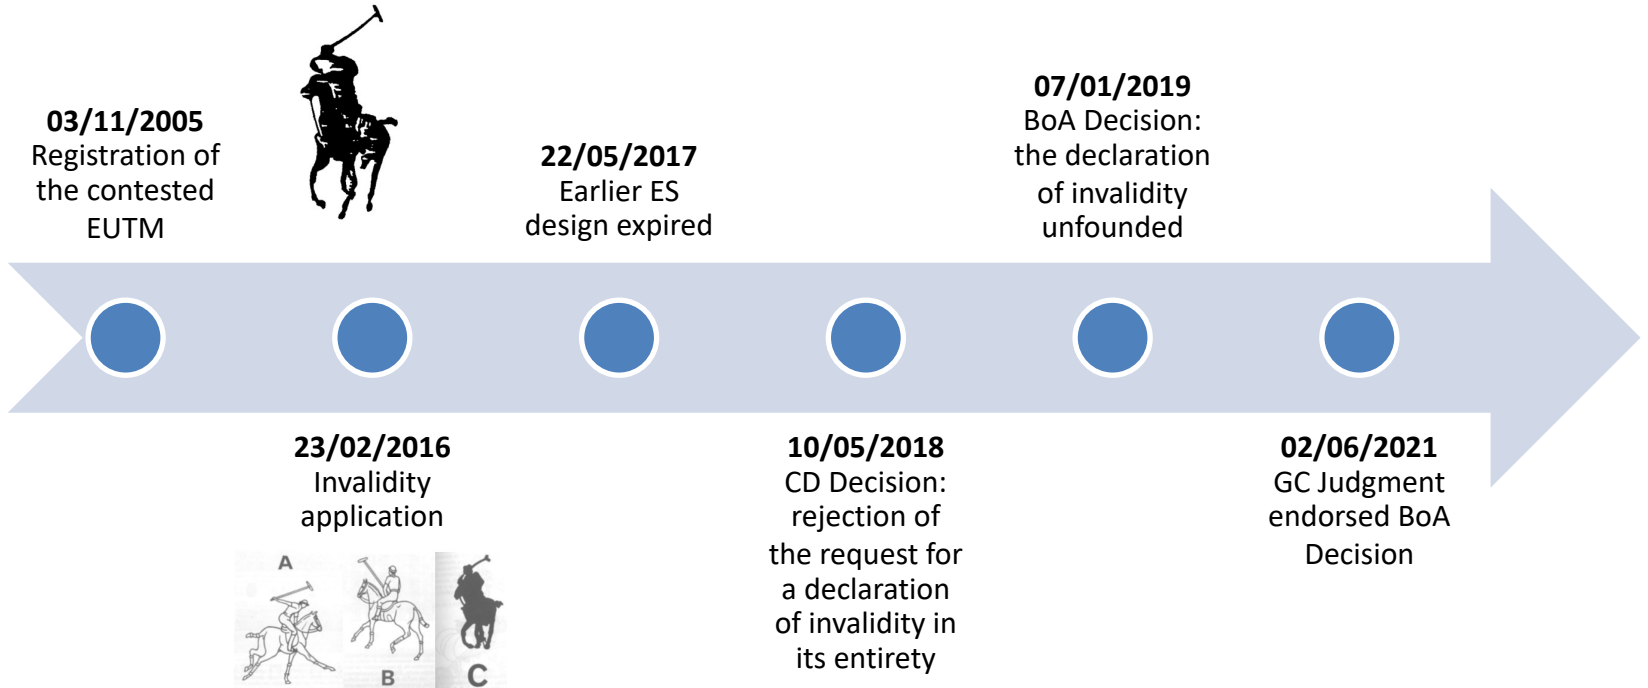 03/11/2005
Registration of
the contested
EUTM
23/02/2016
Invalidity
application
A
B
C
22/05/2017
Earlier ES
design expired
10/05/2018
CD Decision:
rejection of
the request for
a declaration
of invalidity in
its entirety
07/01/2019
BoA Decision:
the declaration
of invalidity
unfounded
02/06/2021
GC Judgment
endorsed BoA
Decision